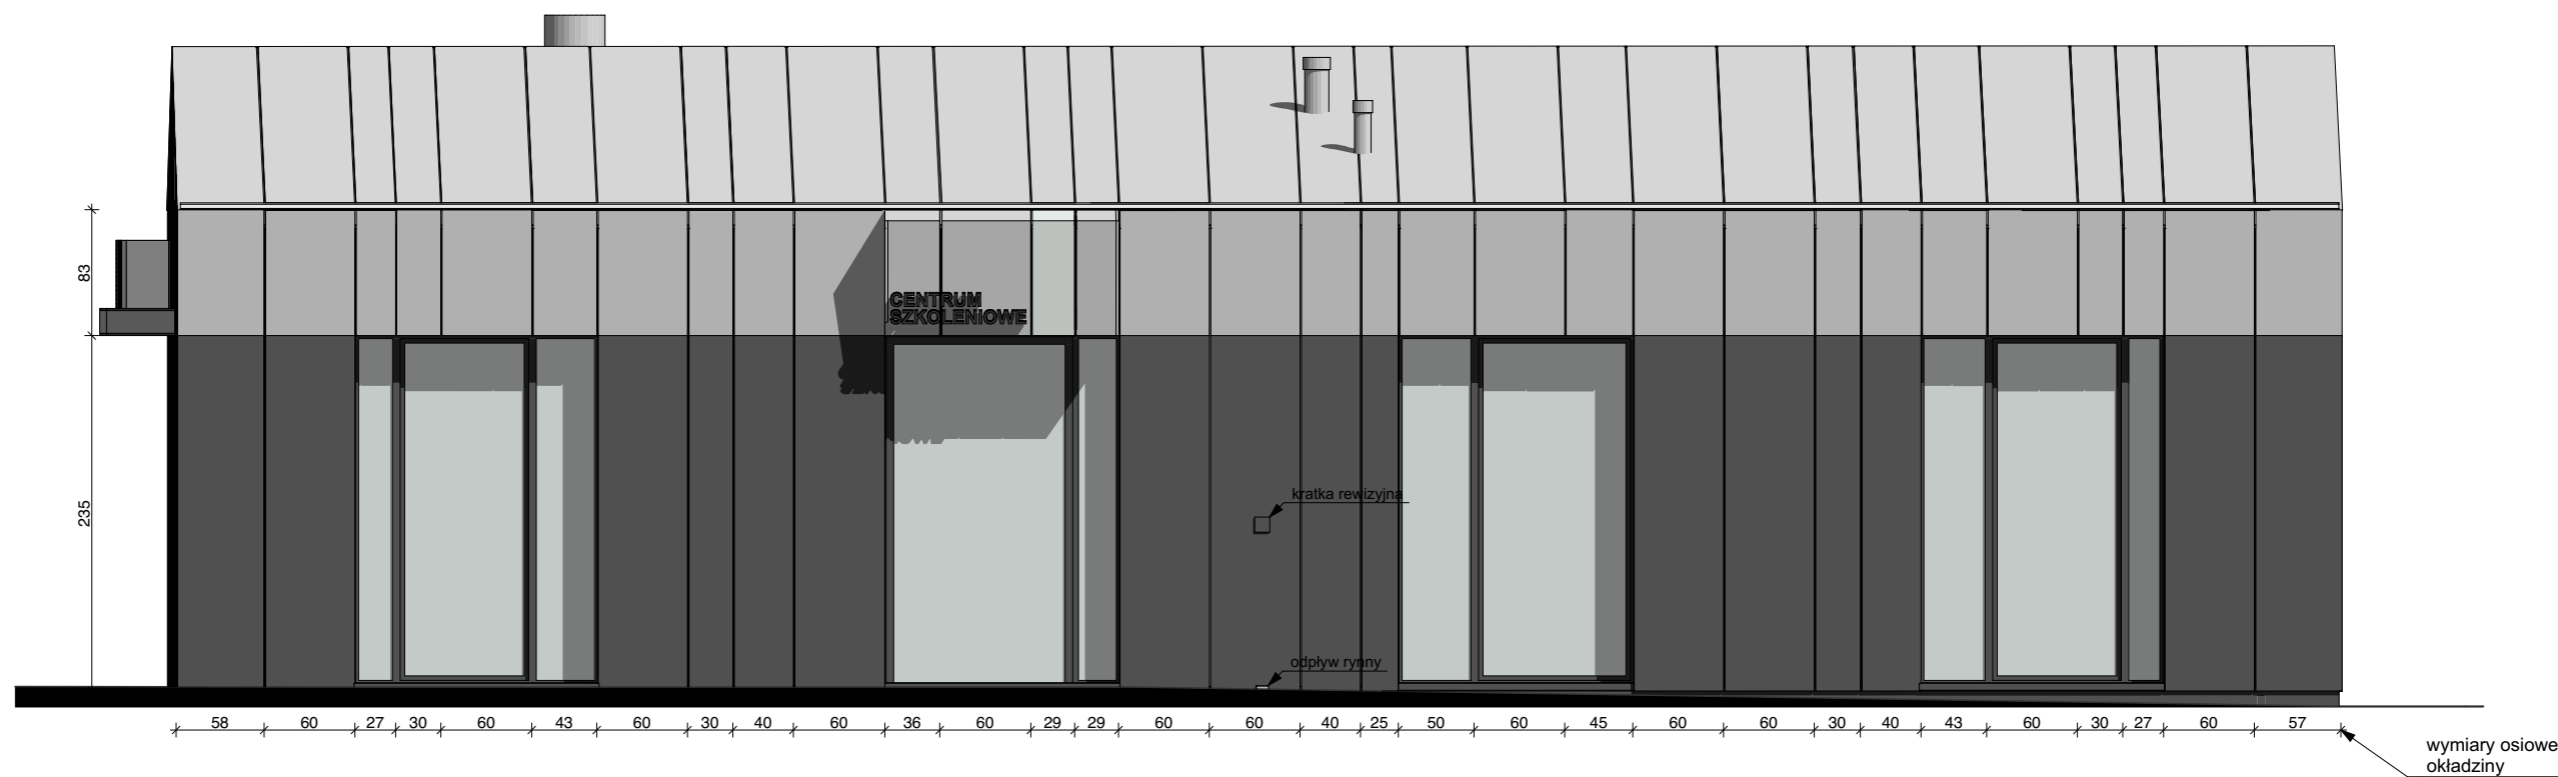 83
CENTRUM
SZKOLENIOWE
kratka rewizyjna
235
odpływ rynny
58 60 27 30 60 43 60 30 40 60 36 60 29 29 60 60 40 25 50 60 45 60 60 30 40 43 60 30 27 60 57
wymiary osiowe
okładziny